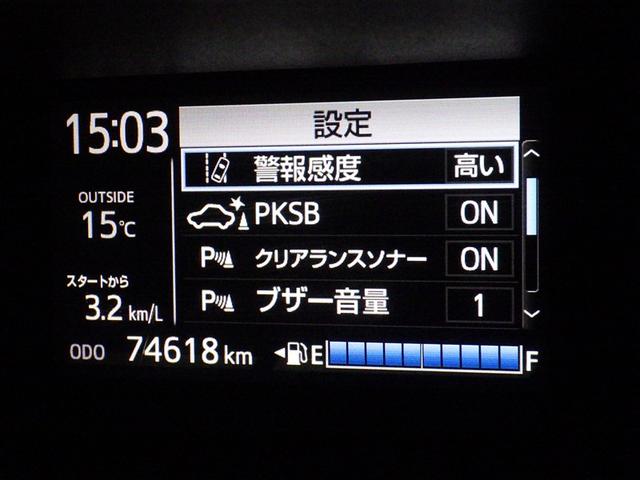 15:03
OUTSIDE
15℃
スタートから
3.2 km/L
設定
警報感度 高い
PKSB ON
P クリアランスソナー ON
P ブザー音量 1
ODO 74618 km E F